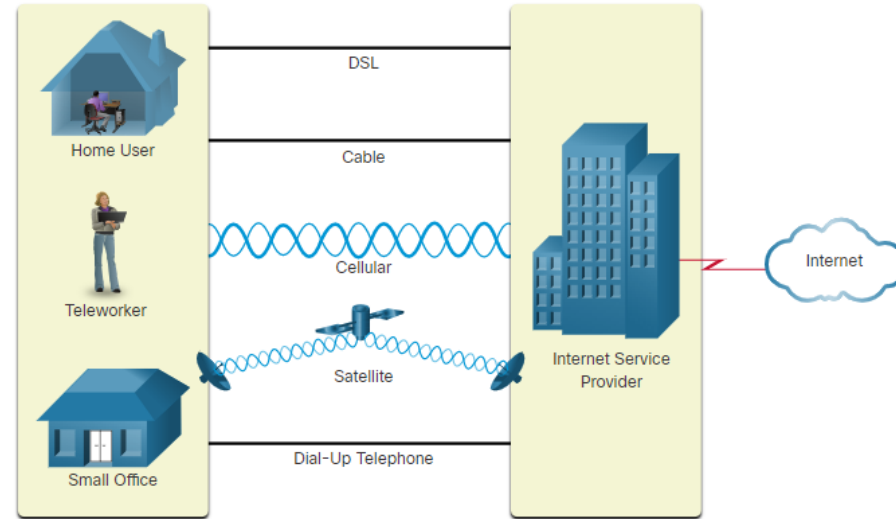 DSL
Home User
Cable
Cellular
Internet
Teleworker
Satellite
Internet Service
Provider
Dial-Up Telephone
Small Office